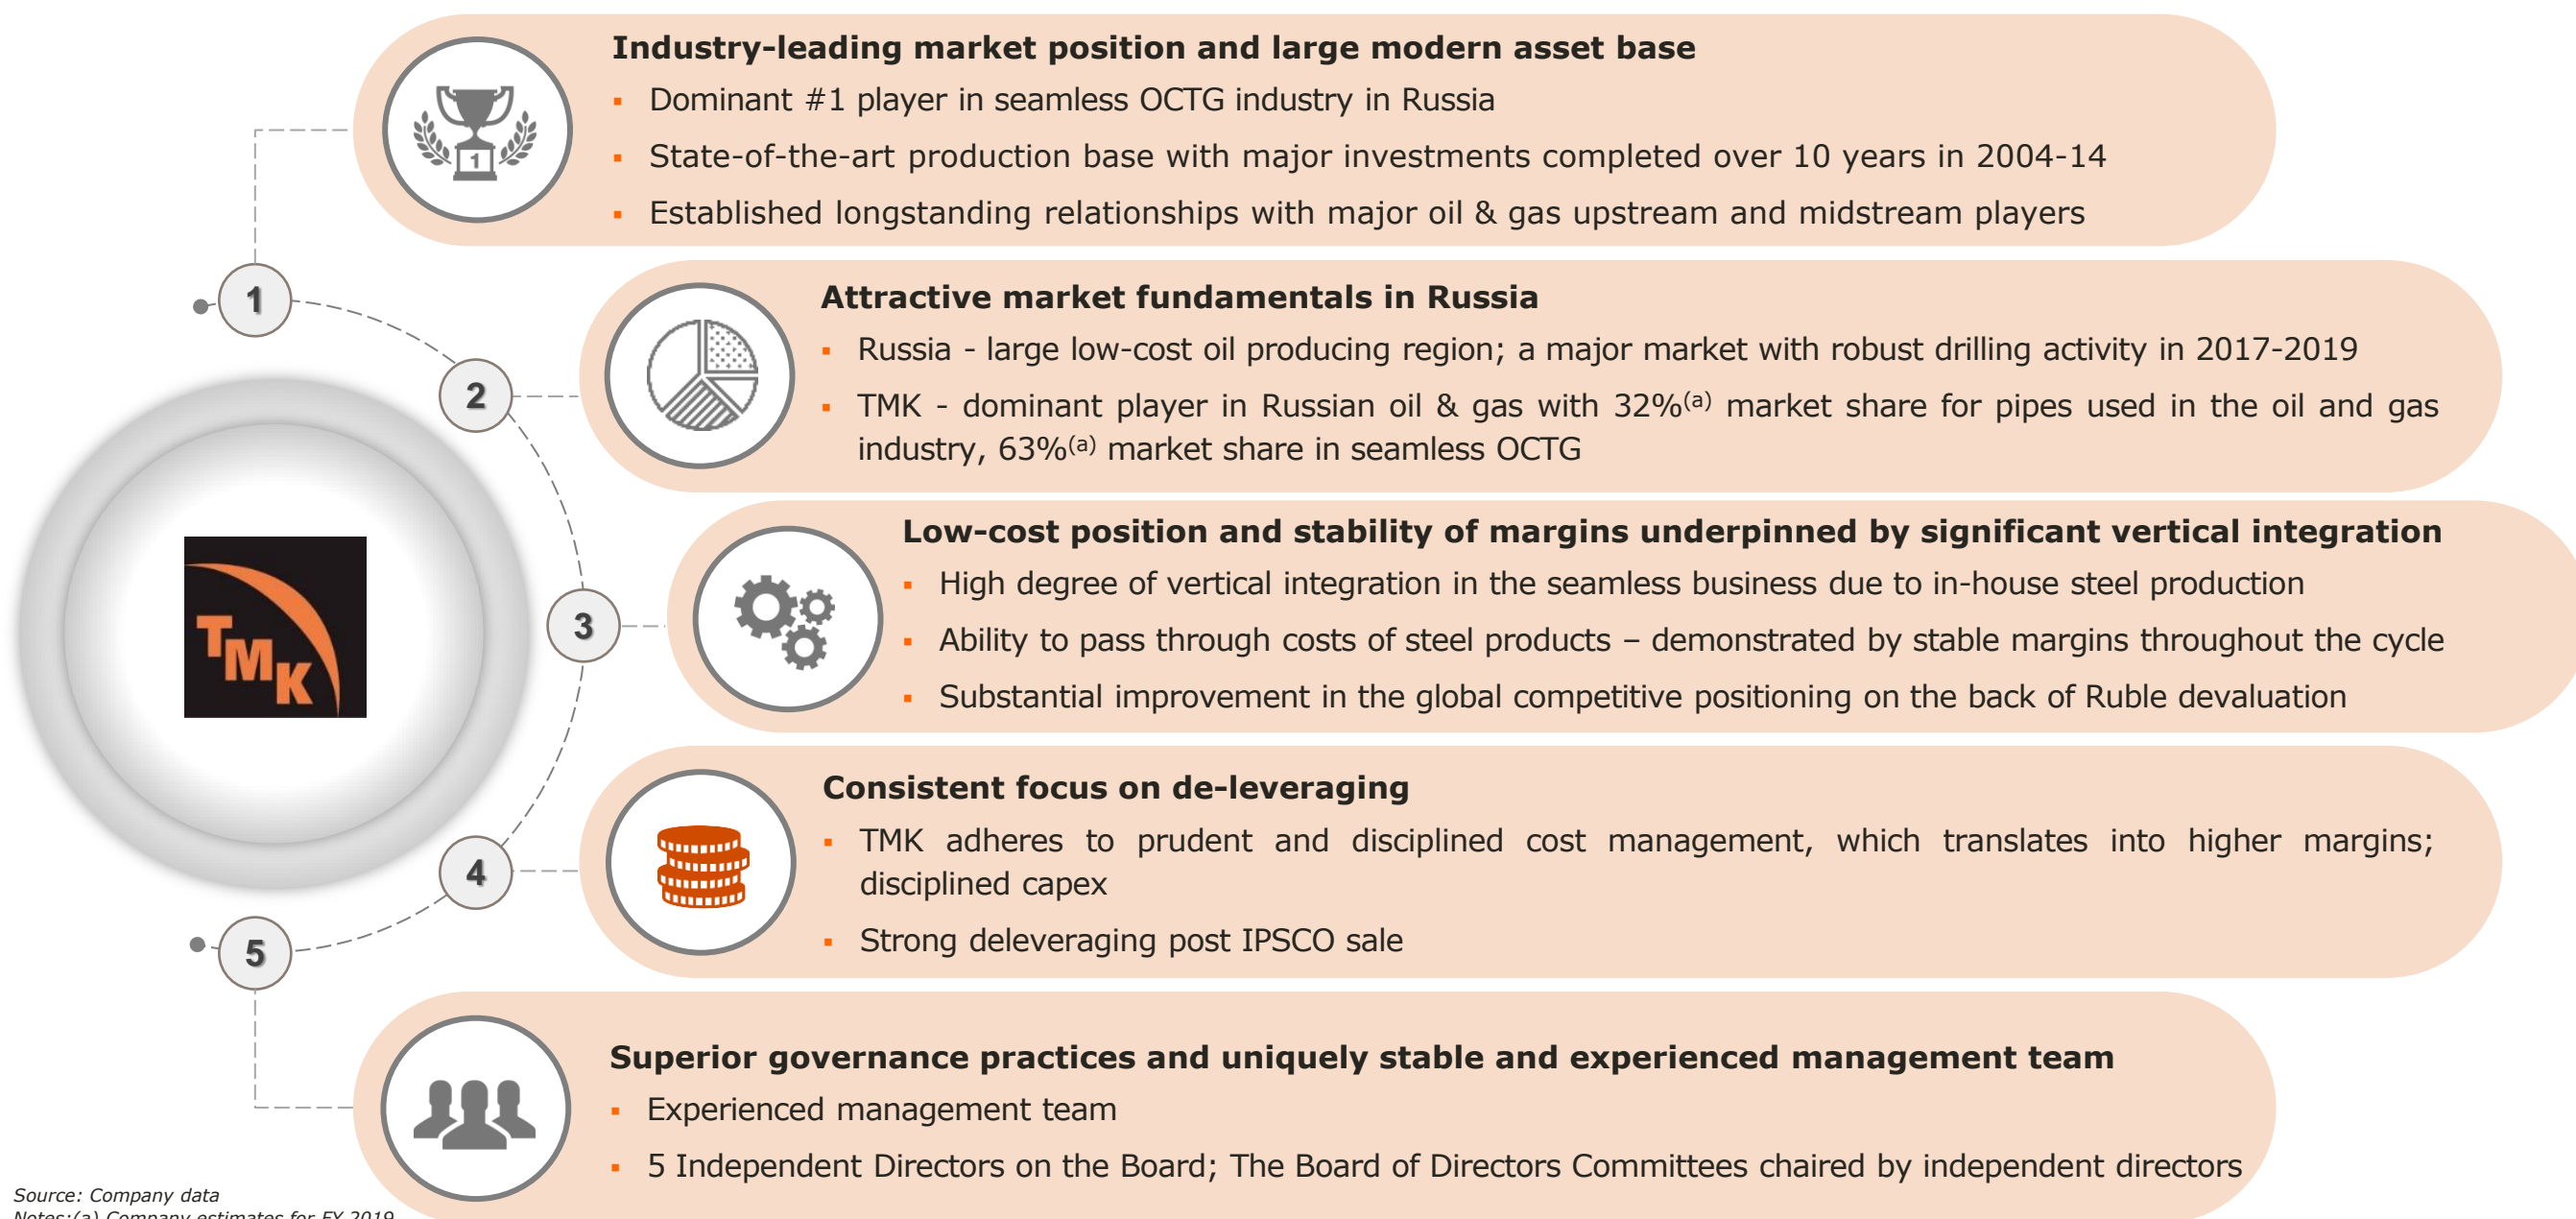 Industry-leading market position and large modern asset base
▪ Dominant #1 player in seamless OCTG industry in Russia
▪ State-of-the-art production base with major investments completed over 10 years in 2004-14
▪ Established longstanding relationships with major oil & gas upstream and midstream players
1
1
Attractive market fundamentals in Russia
▪ Russia - large low-cost oil producing region; a major market with robust drilling activity in 2017-2019
▪ TMK - dominant player in Russian oil & gas with 32%(a) market share for pipes used in the oil and gas
industry, 63%(a) market share in seamless OCTG
2
Low-cost position and stability of margins underpinned by significant vertical integration
▪ High degree of vertical integration in the seamless business due to in-house steel production
▪ Ability to pass through costs of steel products – demonstrated by stable margins throughout the cycle
▪ Substantial improvement in the global competitive positioning on the back of Ruble devaluation
3
TMK
Consistent focus on de-leveraging
▪ TMK adheres to prudent and disciplined cost management, which translates into higher margins;
disciplined capex
▪ Strong deleveraging post IPSCO sale
4
5
Superior governance practices and uniquely stable and experienced management team
▪ Experienced management team
▪ 5 Independent Directors on the Board; The Board of Directors Committees chaired by independent directors
Source: Company data
Notes:(a) Company estimates for FY 2019